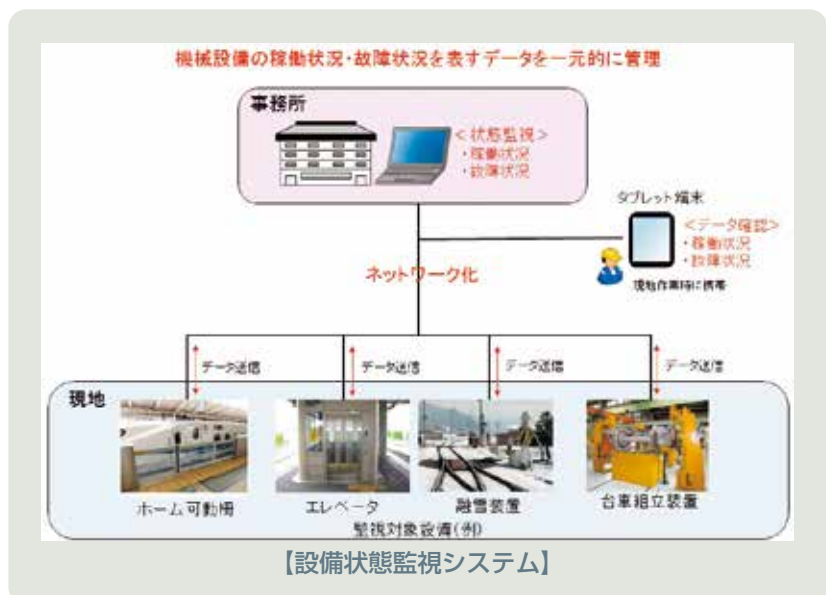 機械設備の稼働状況・故障状況を表すデータを一元的に管理
事務所
<状態監視>
・稼働状況
・故障状況
タブレット端末
<データ確認>
・稼働状況
・故障状況
現地作業時に携帯
ネットワーク化
データ送信
データ送信
データ送信
データ送信
現地
ホーム可動柵
エレベータ
融雪装置
台車組立装置
監視対象設備(例)
【設備状態監視システム】